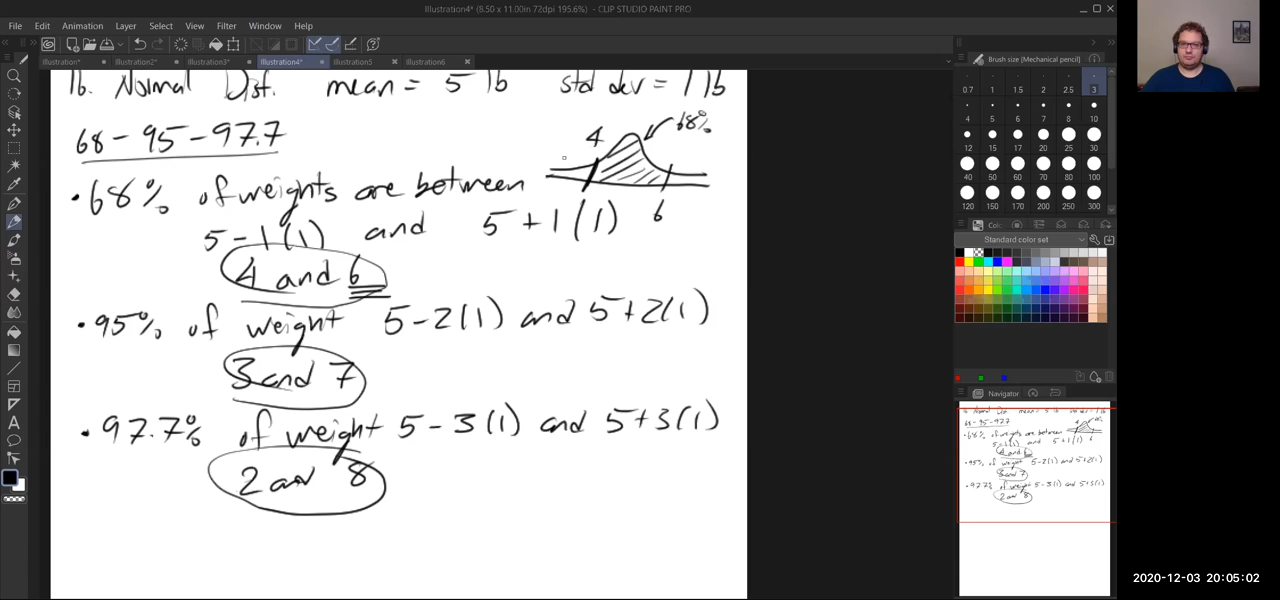 Illustration4* (8.50 x 11.00in 72dpi 195.6%) - CLIP STUDIO PAINT PRO
File Edit Animation Layer Select View Filter Window Help
Illustration* Illustration2* Illustration3* Illustration4* Illustration5 Illustration6
Brush size [Mechanical pencil]
0.7 1 1.5 2 2.5 3
4 5 6 7 8 10
12 15 17 20 25 30
40 50 60 70 80 100
120 150 170 200 250 300
Standard color set
Navigator
16. Normal Dist. mean = 5 lb std dev = 1 lb
68 - 95 - 97.7
4 68%
• 68% of weights are between
5-1(1) and 5+1(1) 6
4 and 6
• 95% of weight 5-2(1) and 5+2(1)
3 and 7
• 97.7% of weight 5-3(1) and 5+3(1)
2 and 8
2020-12-03 20:05:02